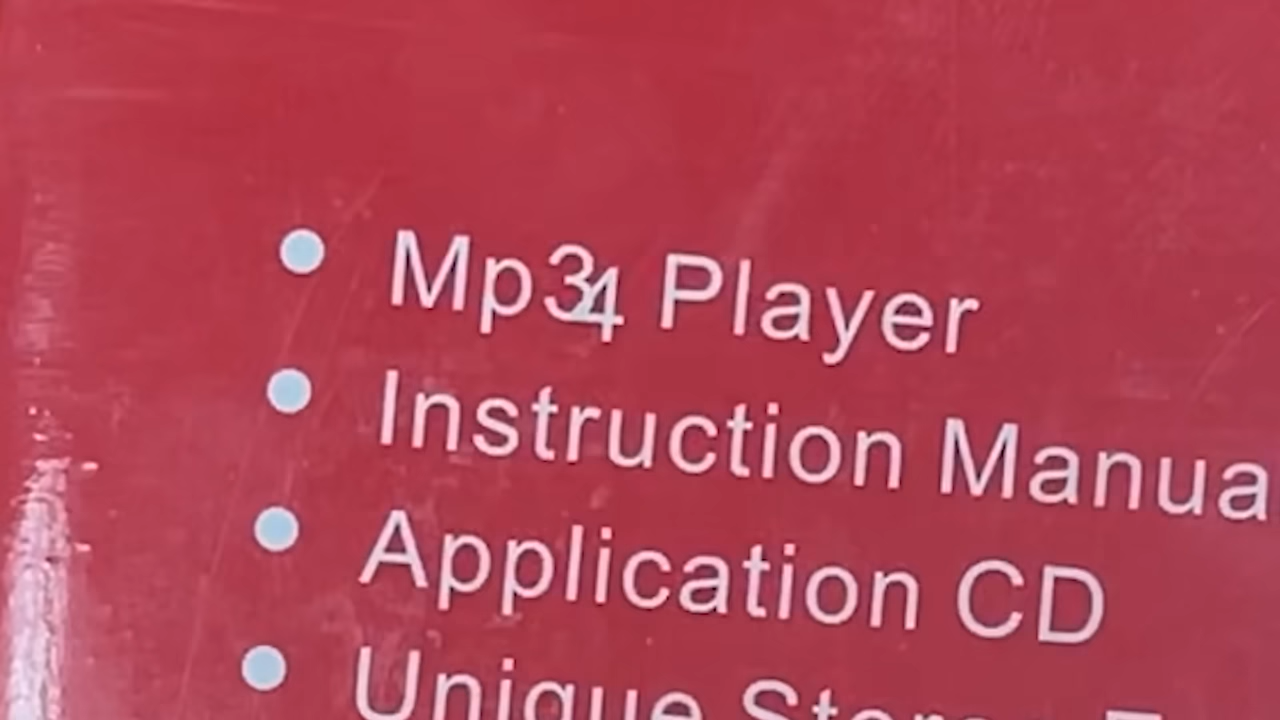 • Mp34 Player
• Instruction Manua
• Application CD
• Unique